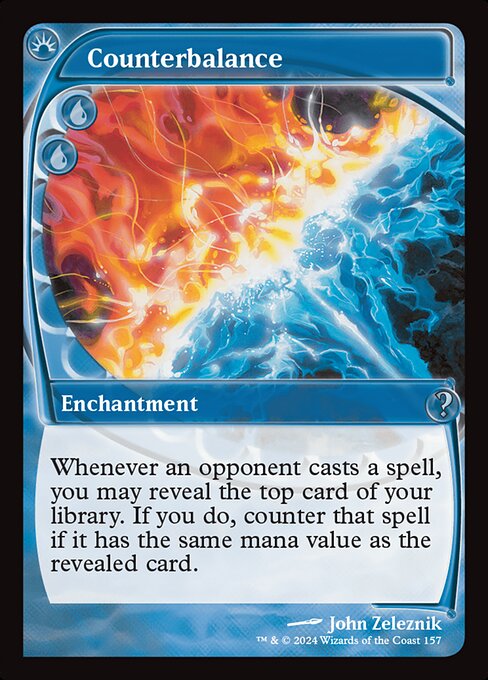 Counterbalance
Enchantment
?
Whenever an opponent casts a spell,
you may reveal the top card of your
library. If you do, counter that spell
if it has the same mana value as the
revealed card.
John Zeleznik
™ & © 2024 Wizards of the Coast 157